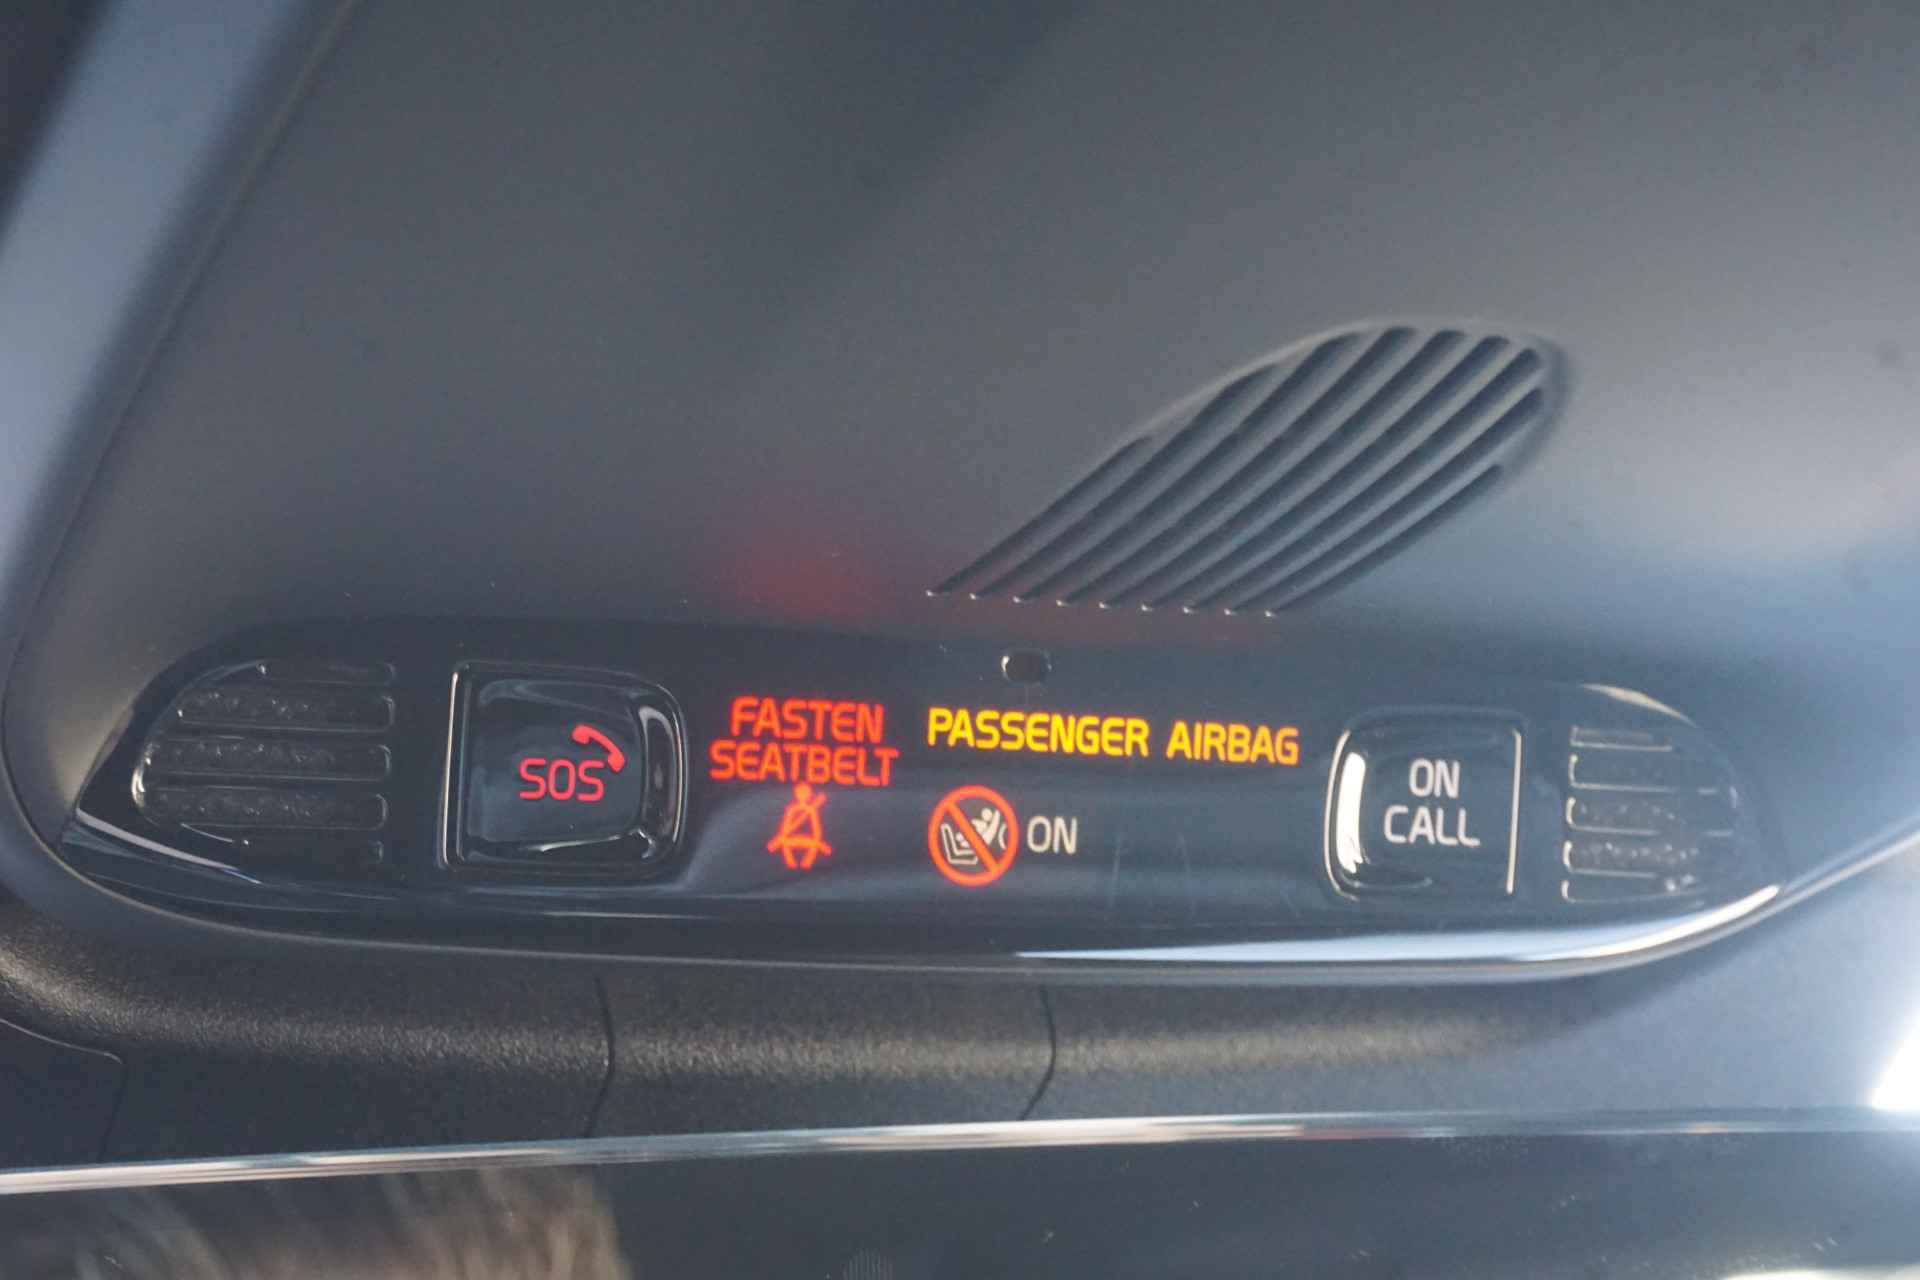 SOS
FASTEN
SEATBELT
PASSENGER AIRBAG
ON
ON
CALL